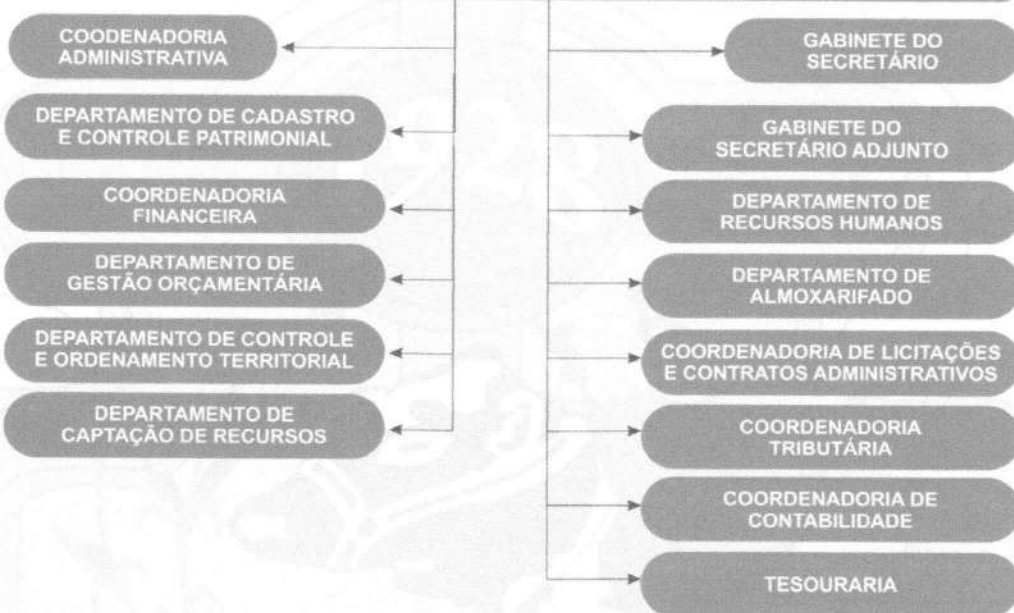 COODENADORIA
ADMINISTRATIVA
DEPARTAMENTO DE CADASTRO
E CONTROLE PATRIMONIAL
COORDENADORIA
FINANCEIRA
DEPARTAMENTO DE
GESTÃO ORÇAMENTÁRIA
DEPARTAMENTO DE CONTROLE
E ORDENAMENTO TERRITORIAL
DEPARTAMENTO DE
CAPTAÇÃO DE RECURSOS
GABINETE DO
SECRETÁRIO
GABINETE DO
SECRETÁRIO ADJUNTO
DEPARTAMENTO DE
RECURSOS HUMANOS
DEPARTAMENTO DE
ALMOXARIFADO
COORDENADORIA DE LICITAÇÕES
E CONTRATOS ADMINISTRATIVOS
COORDENADORIA
TRIBUTÁRIA
COORDENADORIA DE
CONTABILIDADE
TESOURARIA